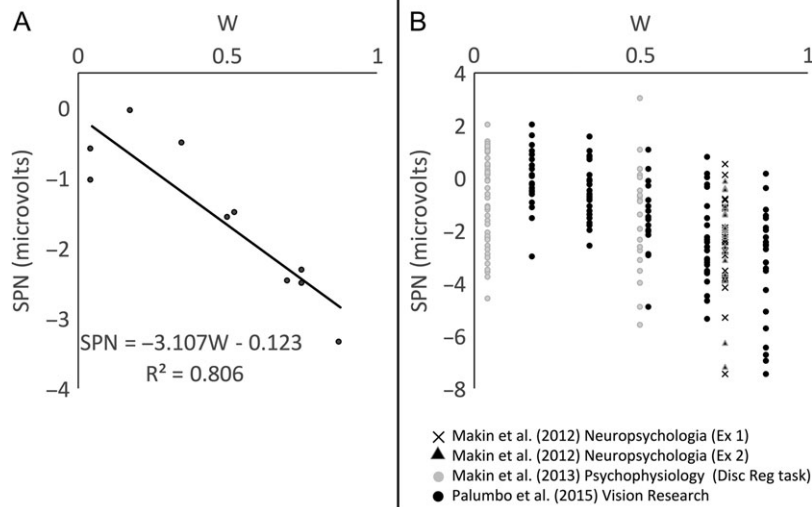 A
W
0
0.5
1
SPN (microvolts)
0
−1
−2
−3
−4
SPN = −3.107W - 0.123
R² = 0.806
B
W
0
0.5
1
SPN (microvolts)
4
2
0
−2
−4
−6
−8
Makin et al. (2012) Neuropsychologia (Ex 1)
Makin et al. (2012) Neuropsychologia (Ex 2)
Makin et al. (2013) Psychophysiology (Disc Reg task)
Palumbo et al. (2015) Vision Research